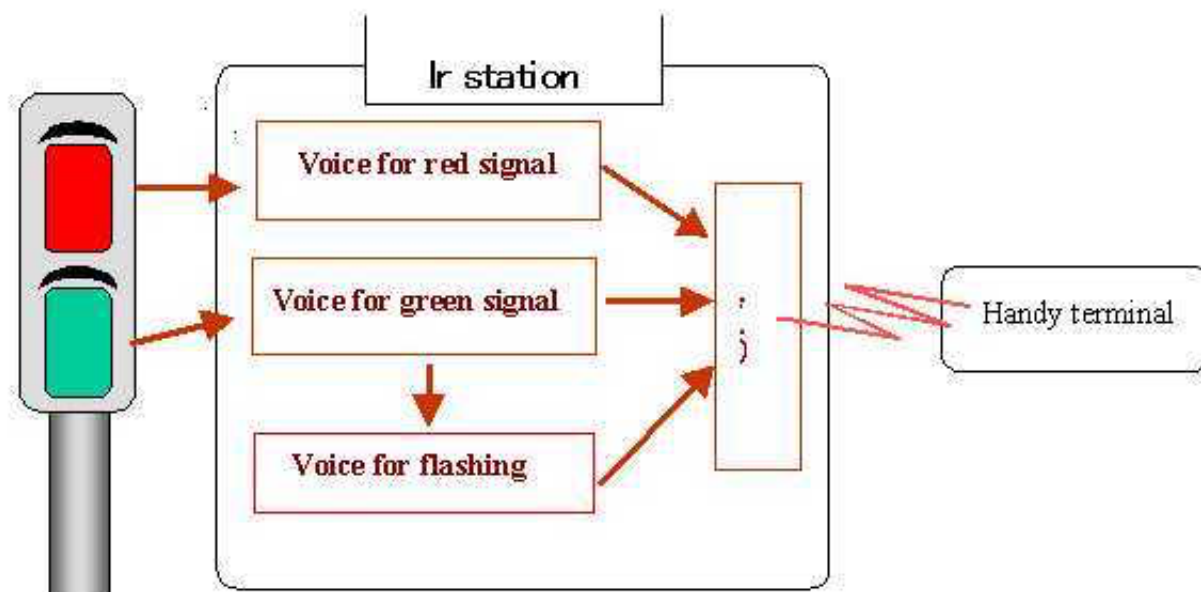 Ir station
Voice for red signal
Voice for green signal
Voice for flashing
Handy terminal